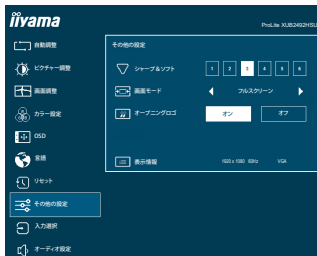 iiyama
ProLite XUB2492HSU
自動調整
ピクチャー調整
画面調整
カラー設定
OSD
言語
リセット
その他の設定
入力選択
オーディオ設定
その他の設定
シャープ&ソフト
1 2 3 4 5 6
画面モード
フルスクリーン
オープニングロゴ
オン オフ
表示情報
1920 x 1080 60Hz VGA